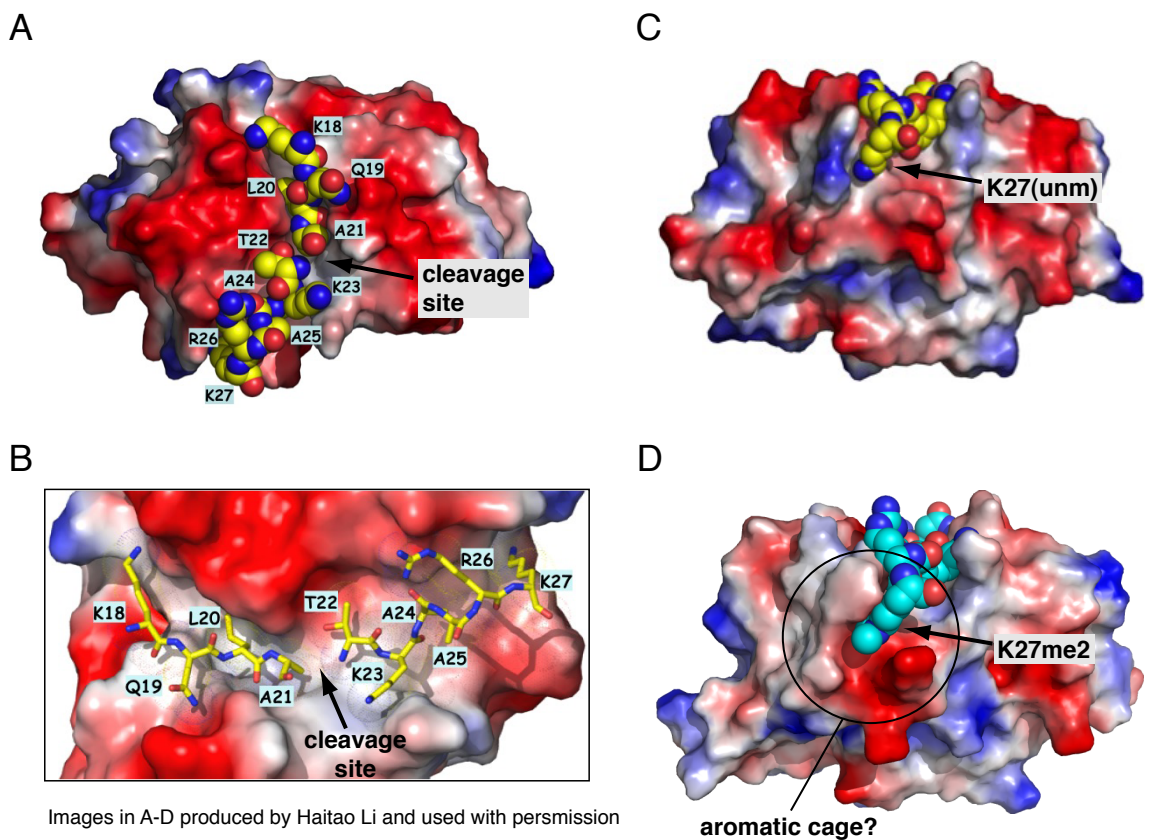 A
K18
Q19
L20
A21
T22
cleavage
site
A24
K23
R26
A25
K27
C
K27(unm)
B
R26
K27
T22
K18
L20
A24
A25
Q19
A21
K23
cleavage
site
Images in A-D produced by Haitao Li and used with persmission
D
K27me2
aromatic cage?